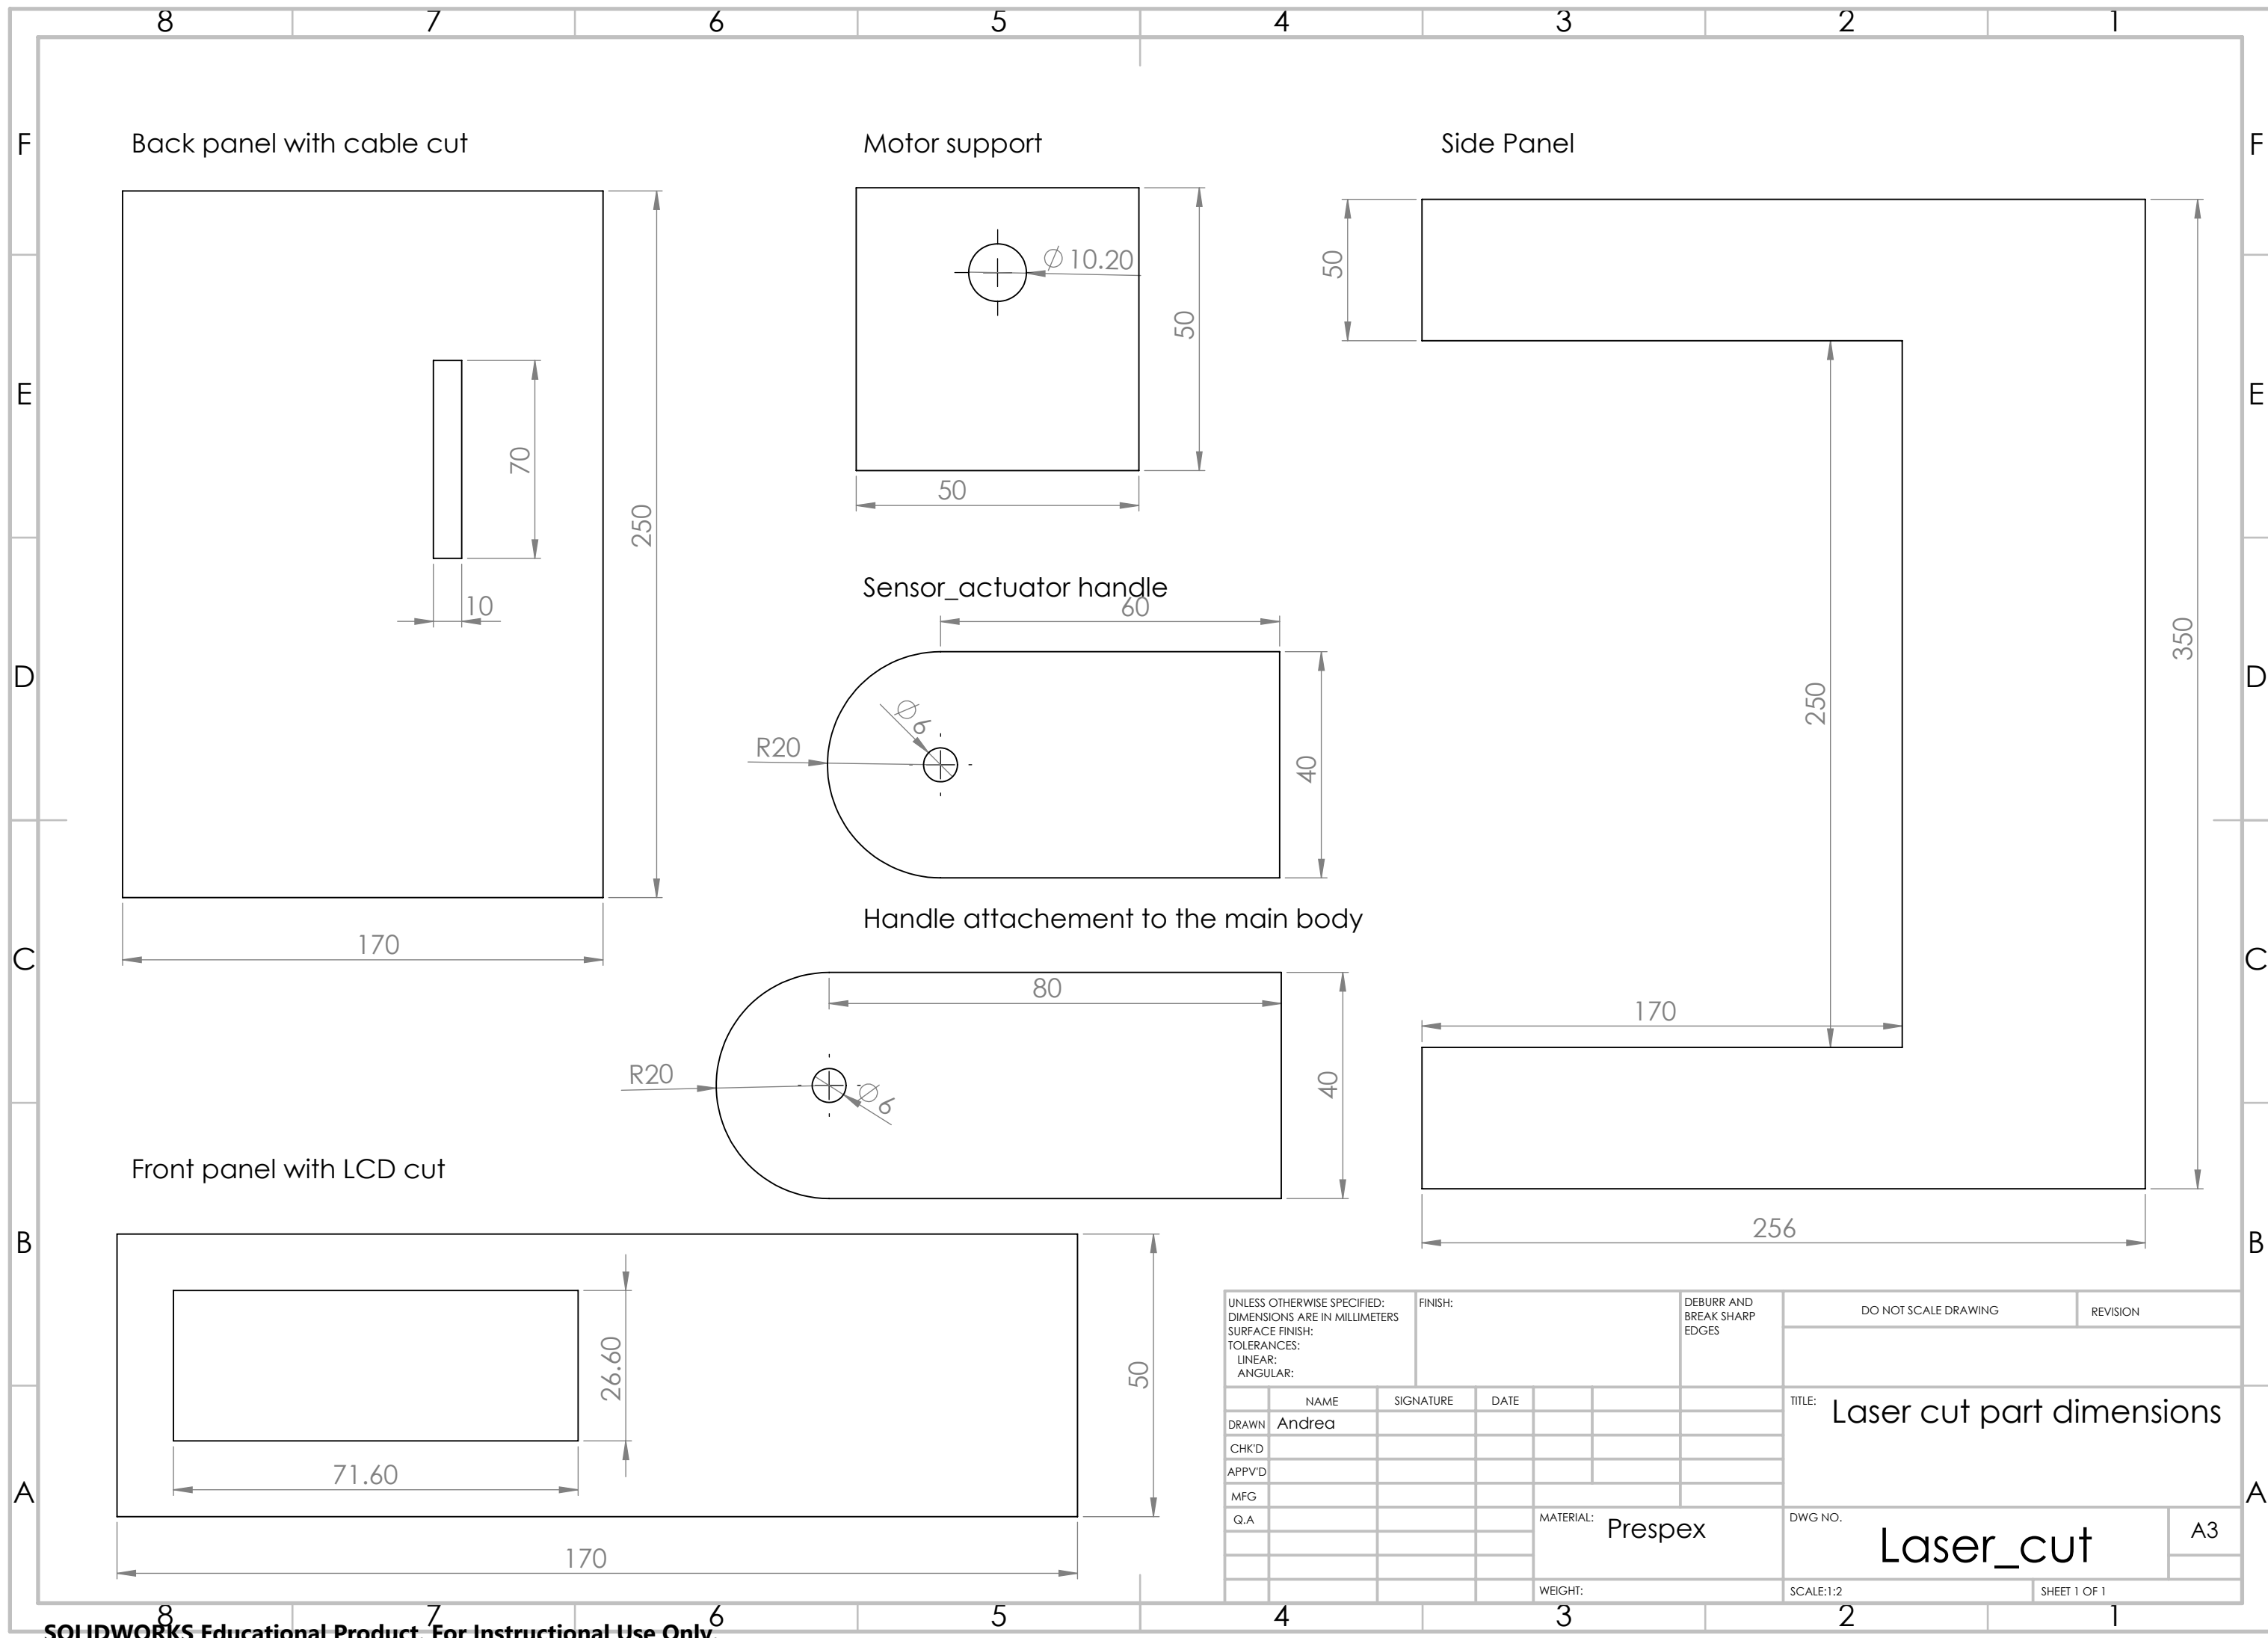 8 7 6 5 4 3 2 1
F F
Back panel with cable cut
Motor support
Side Panel
∅ 10.20
50
50
50
E E
70
250
10
Sensor_actuator handle
60
D D
∅6
R20
40
350
250
Handle attachement to the main body
170
C C
80
170
R20
∅6
40
Front panel with LCD cut
256
B B
26.60
50
71.60
170
UNLESS OTHERWISE SPECIFIED:
DIMENSIONS ARE IN MILLIMETERS
SURFACE FINISH:
TOLERANCES:
LINEAR:
ANGULAR:
FINISH:
DEBURR AND
BREAK SHARP
EDGES
DO NOT SCALE DRAWING
REVISION
NAME SIGNATURE DATE
DRAWN Andrea
CHK'D
APPV'D
MFG
Q.A
TITLE: Laser cut part dimensions
A A
MATERIAL: Prespex
DWG NO. Laser_cut
A3
WEIGHT:
SCALE:1:2
SHEET 1 OF 1
8 7 6 5 4 3 2 1
SOLIDWORKS Educational Product. For Instructional Use Only.